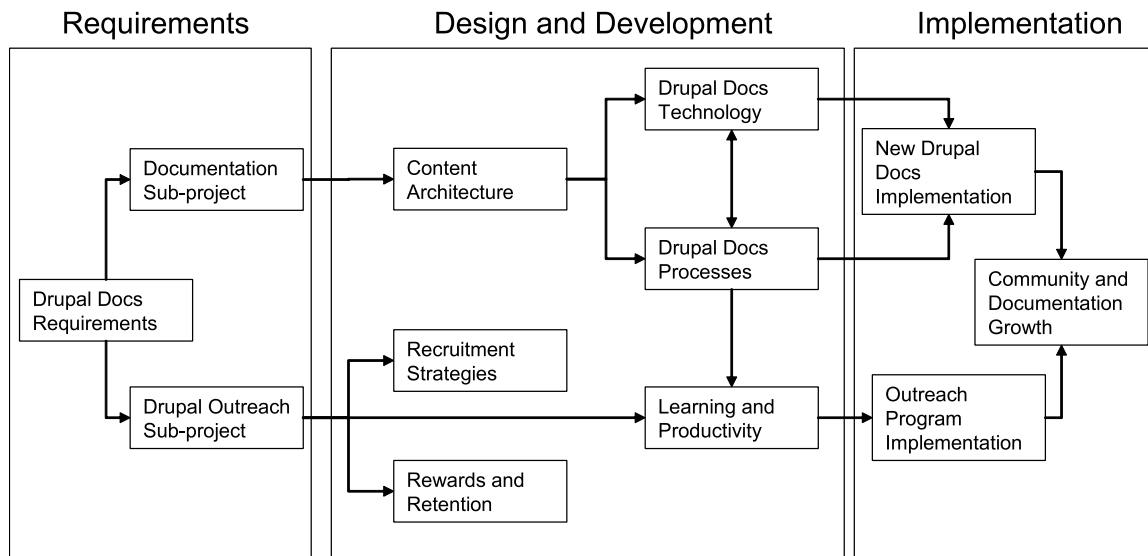 Requirements
Design and Development
Implementation
Drupal Docs
Technology
Documentation
Sub-project
Content
Architecture
New Drupal
Docs
Implementation
Drupal Docs
Processes
Drupal Docs
Requirements
Community and
Documentation
Growth
Recruitment
Strategies
Drupal Outreach
Sub-project
Learning and
Productivity
Outreach
Program
Implementation
Rewards and
Retention